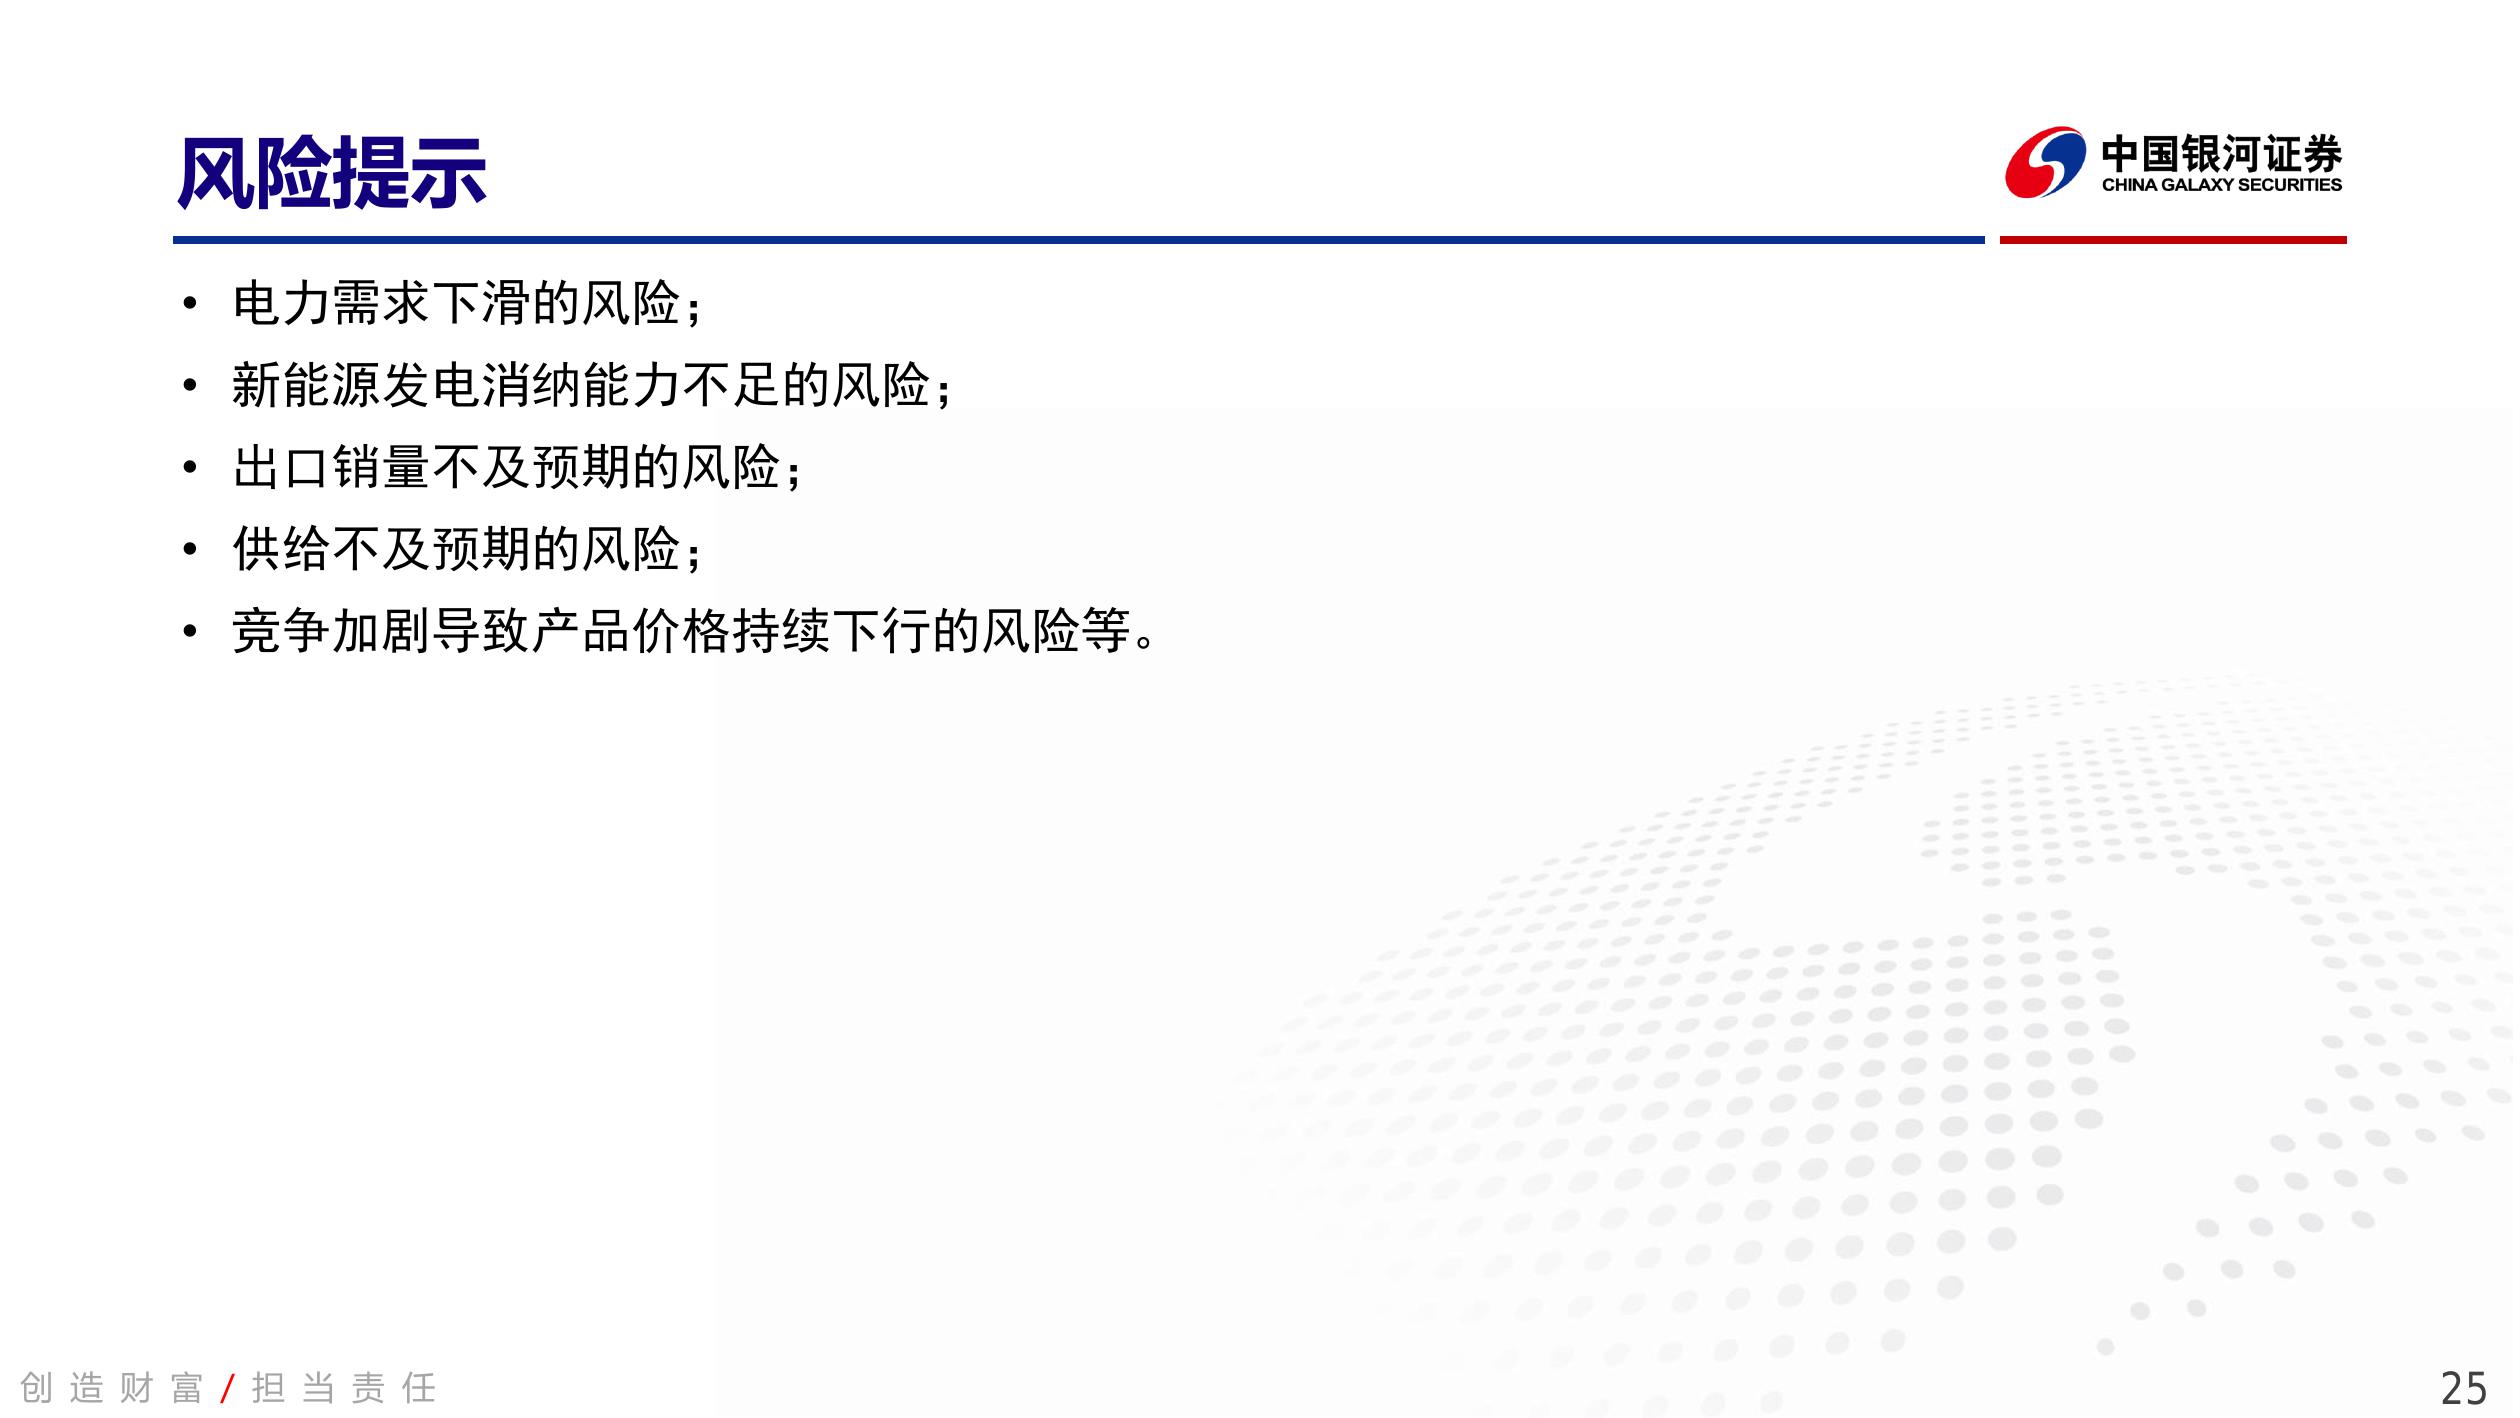 风险提示
中国银河证券
CHINA GALAXY SECURITIES
• 电力需求下滑的风险;
• 新能源发电消纳能力不足的风险;
• 出口销量不及预期的风险;
• 供给不及预期的风险;
• 竞争加剧导致产品价格持续下行的风险等。
创造财富/担当责任
25